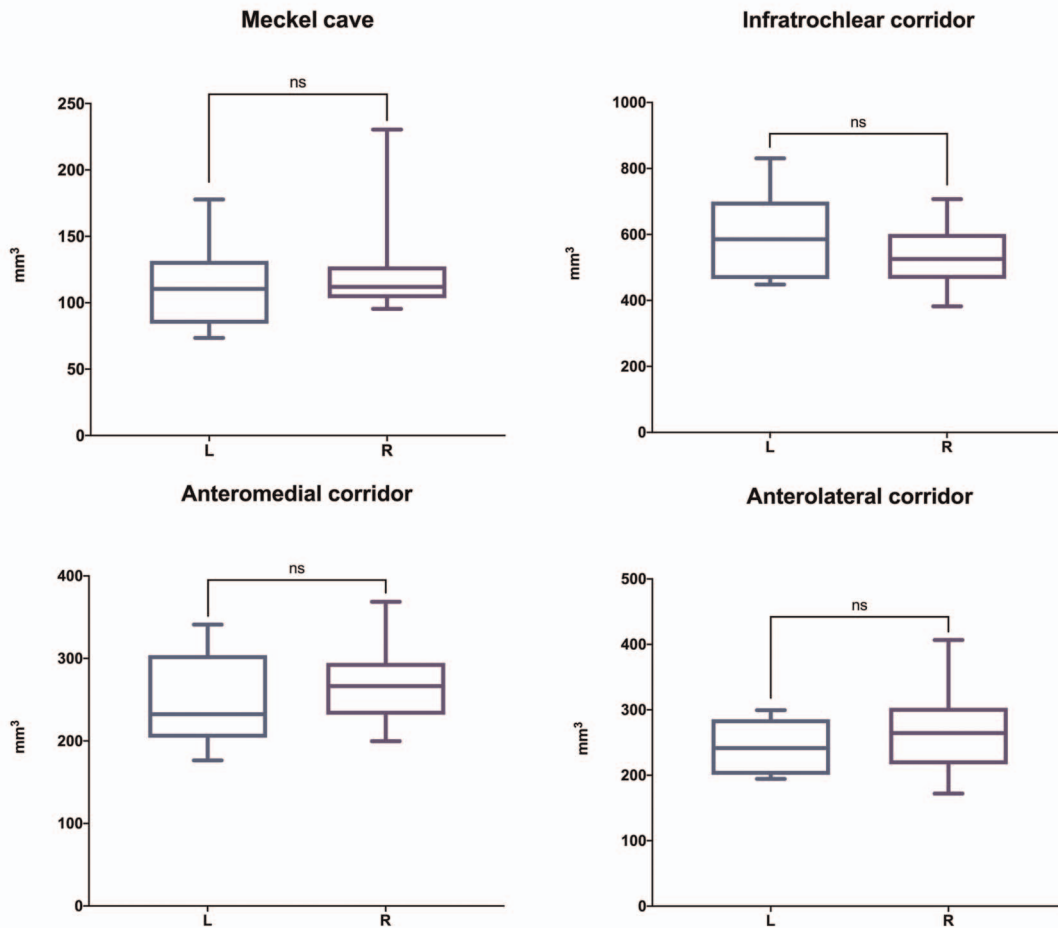 Meckel cave
ns
250
200
150
100
50
0
mm³
L
R
Infratrochlear corridor
ns
1000
800
600
400
200
0
mm³
L
R
Anteromedial corridor
ns
400
300
200
100
0
mm³
L
R
Anterolateral corridor
ns
500
400
300
200
100
0
mm³
L
R